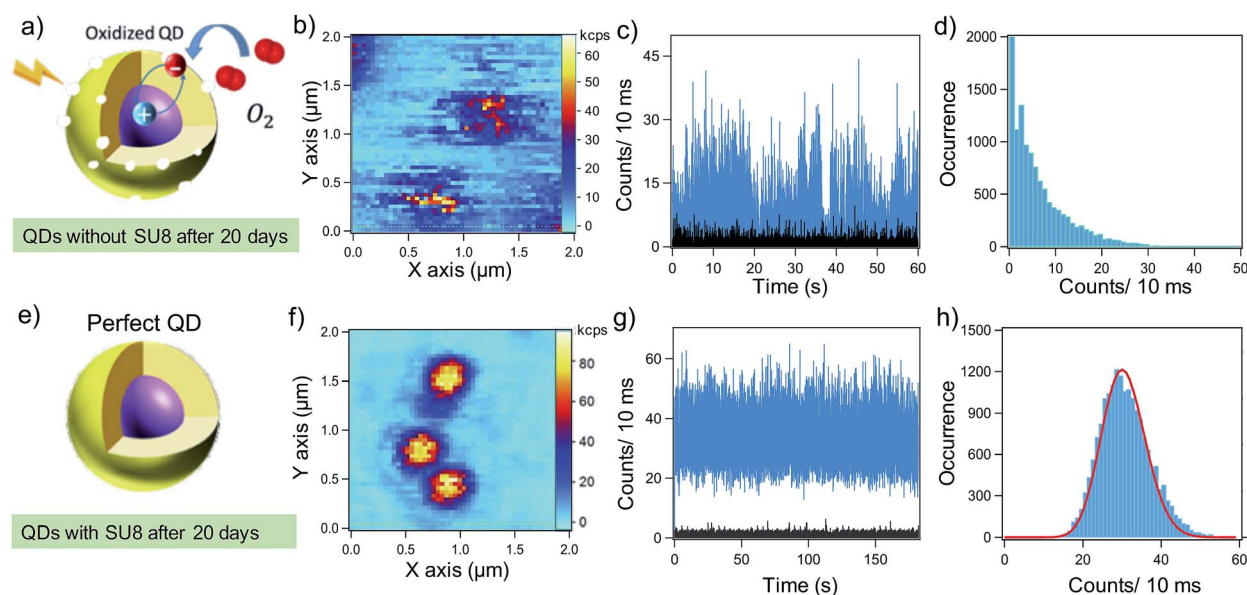 a)
Oxidized QD
−
+
O₂
QDs without SU8 after 20 days
b)
kcps
60
50
40
30
20
10
0
Y axis (µm)
2.0
1.5
1.0
0.5
0.0
0.0 0.5 1.0 1.5 2.0
X axis (µm)
c)
Counts/ 10 ms
45
30
15
0
0 10 20 30 40 50 60
Time (s)
d)
Occurrence
2000
1500
1000
500
0
0 10 20 30 40 50
Counts/ 10 ms
e)
Perfect QD
QDs with SU8 after 20 days
f)
kcps
80
60
40
20
0
Y axis (µm)
2.0
1.5
1.0
0.5
0.0
0.0 0.5 1.0 1.5 2.0
X axis (µm)
g)
Counts/ 10 ms
60
40
20
0
0 50 100 150
Time (s)
h)
Occurrence
1500
1200
900
600
300
0
0 20 40 60
Counts/ 10 ms